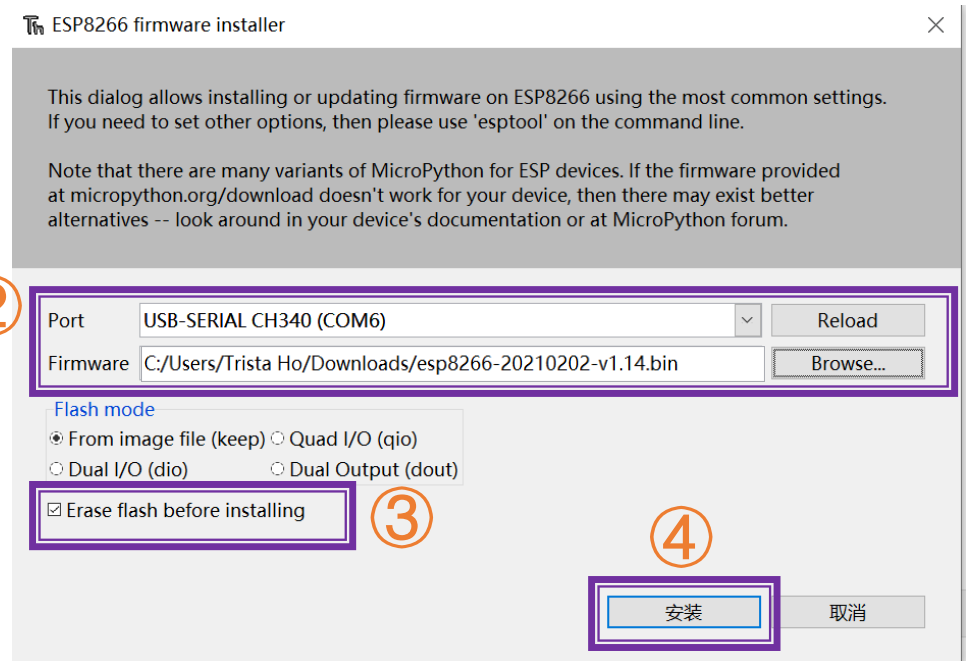 ESP8266 firmware installer
This dialog allows installing or updating firmware on ESP8266 using the most common settings.
If you need to set other options, then please use 'esptool' on the command line.
Note that there are many variants of MicroPython for ESP devices. If the firmware provided
at micropython.org/download doesn't work for your device, then there may exist better
alternatives -- look around in your device's documentation or at MicroPython forum.
②
Port USB-SERIAL CH340 (COM6) Reload
Firmware C:/Users/Trista Ho/Downloads/esp8266-20210202-v1.14.bin Browse...
Flash mode
From image file (keep) Quad I/O (qio)
Dual I/O (dio) Dual Output (dout)
Erase flash before installing
③
④
安装 取消